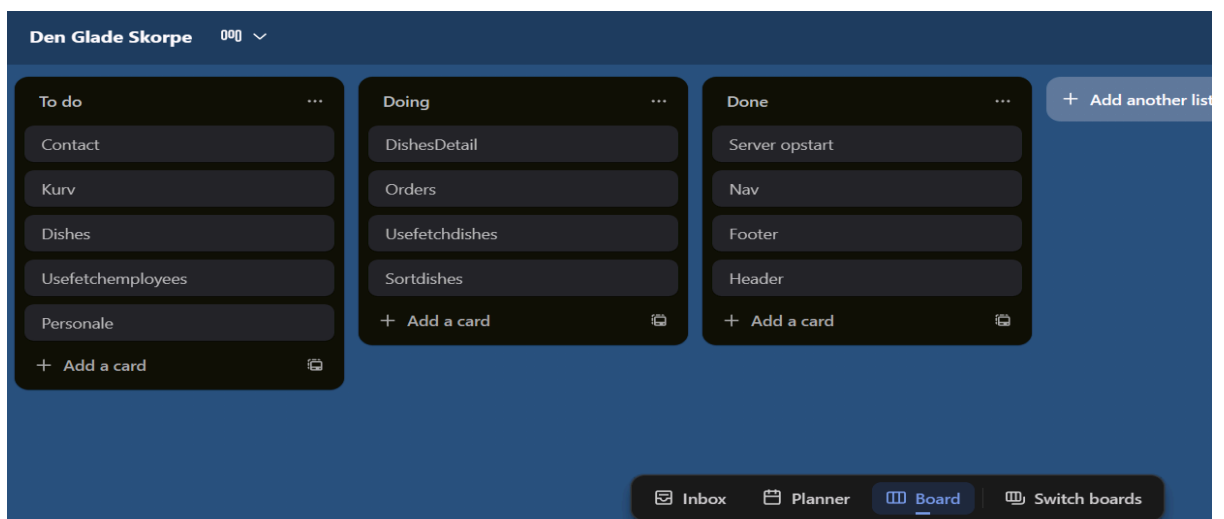 Den Glade Skorpe
To do
Contact
Kurv
Dishes
Usefetchemployees
Personale
+ Add a card
Doing
DishesDetail
Orders
Usefetchdishes
Sortdishes
+ Add a card
Done
Server opstart
Nav
Footer
Header
+ Add a card
+ Add another list
Inbox Planner Board Switch boards